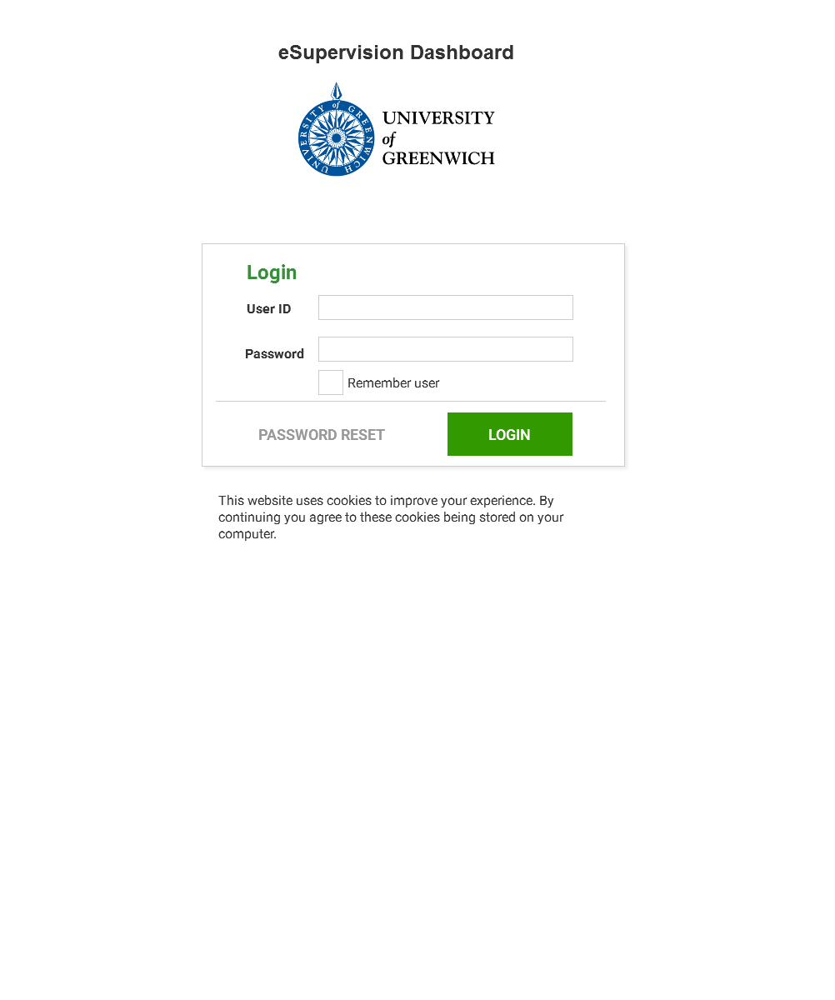 eSupervision Dashboard
UNIVERSITY of GREENWICH
UNIVERSITY
of
GREENWICH
Login
User ID
Password
Remember user
PASSWORD RESET
LOGIN
This website uses cookies to improve your experience. By
continuing you agree to these cookies being stored on your
computer.